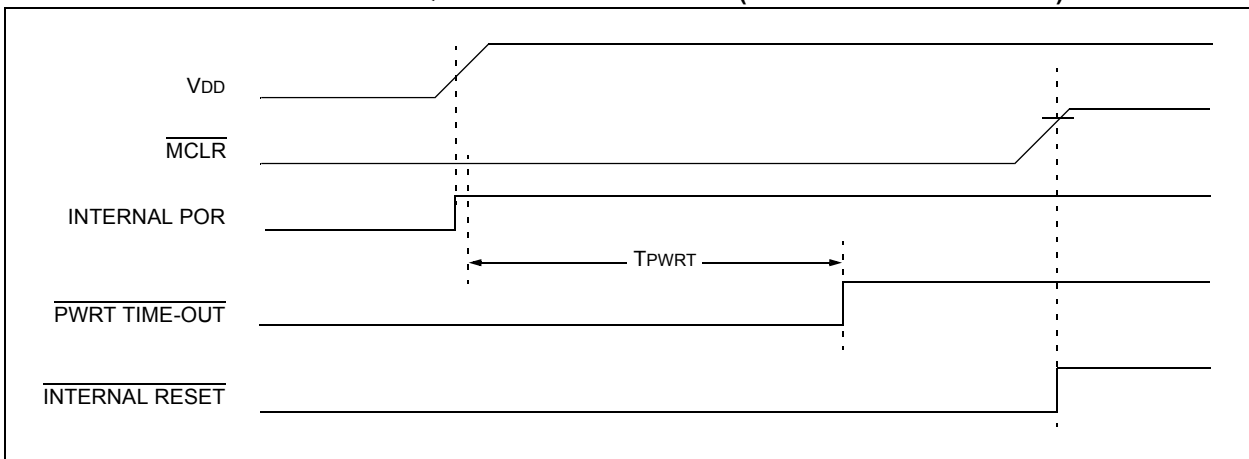 VDD
MCLR
INTERNAL POR
TPWRT
PWRT TIME-OUT
INTERNAL RESET